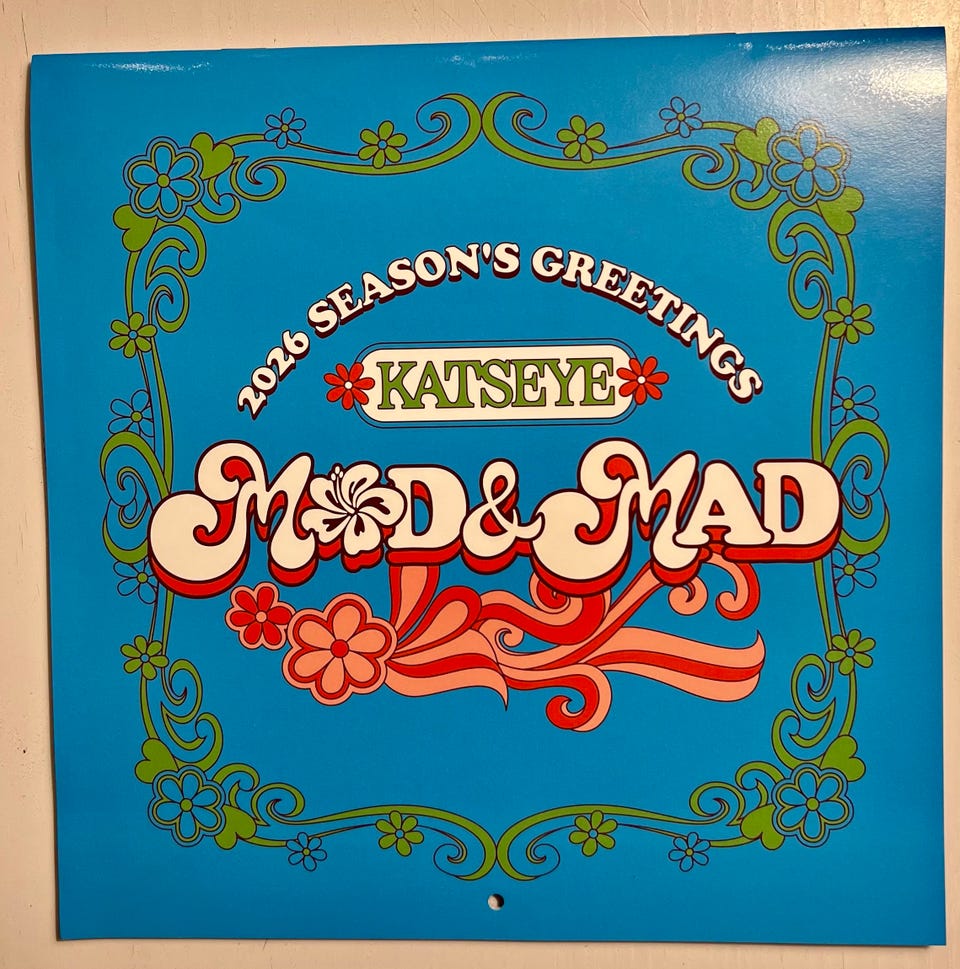 2026 SEASON'S GREETINGS
KATSEYE
MOD & MAD